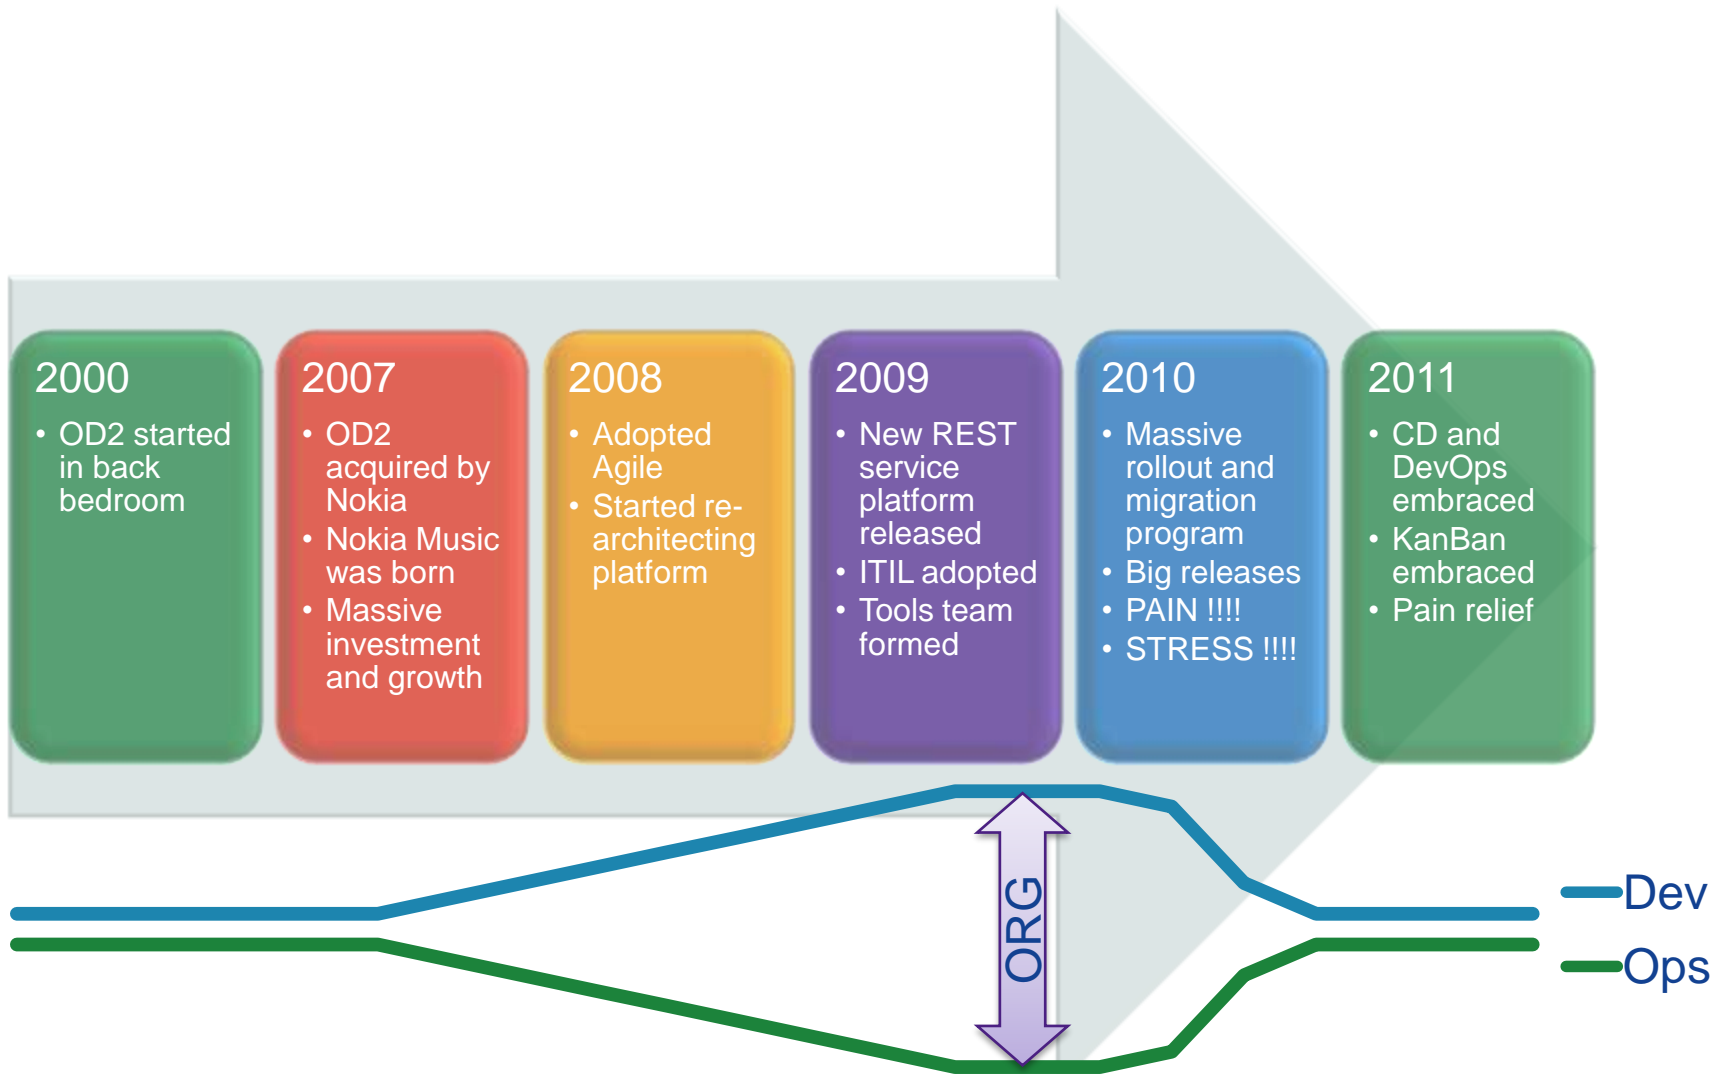 2000
• OD2 started
in back
bedroom
2007
• OD2
acquired by
Nokia
• Nokia Music
was born
• Massive
investment
and growth
2008
• Adopted
Agile
• Started re-
architecting
platform
2009
• New REST
service
platform
released
• ITIL adopted
• Tools team
formed
2010
• Massive
rollout and
migration
program
• Big releases
• PAIN !!!!
• STRESS !!!!
2011
• CD and
DevOps
embraced
• KanBan
embraced
• Pain relief
ORG
Dev
Ops